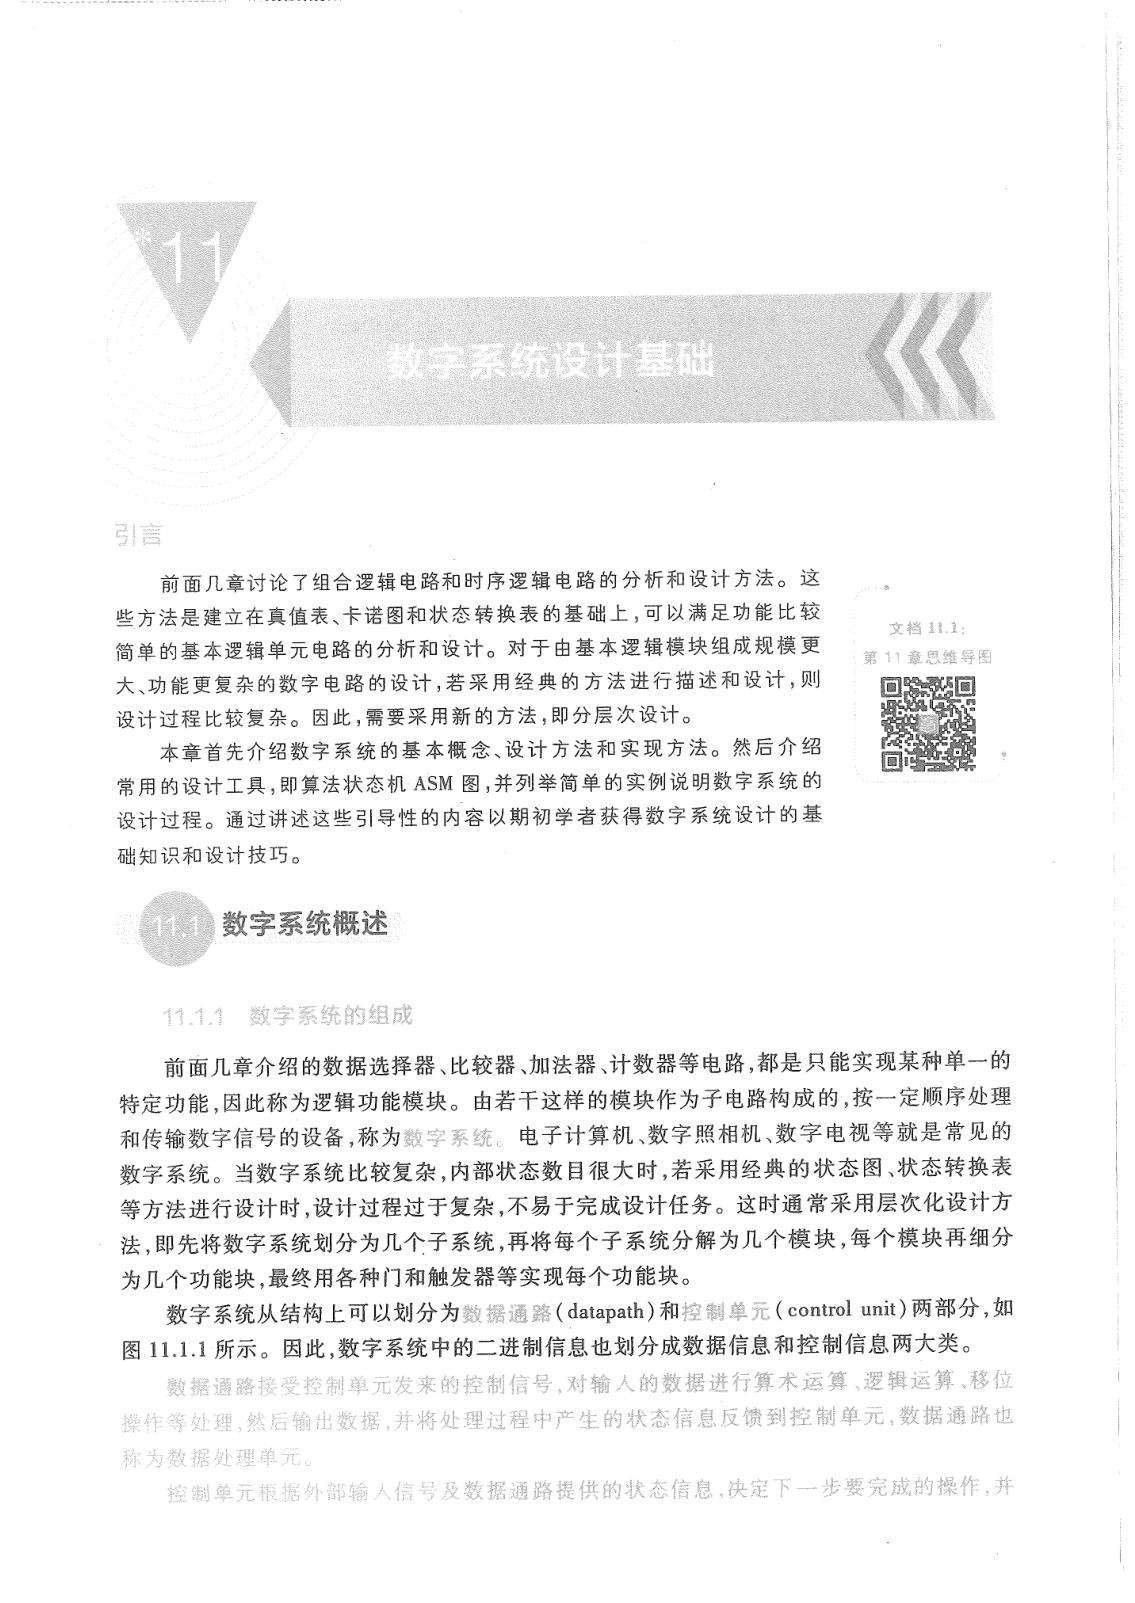 *11
数字系统设计基础
引言
前面几章讨论了组合逻辑电路和时序逻辑电路的分析和设计方法。这
些方法是建立在真值表、卡诺图和状态转换表的基础上,可以满足功能比较
简单的基本逻辑单元电路的分析和设计。对于由基本逻辑模块组成规模更
大、功能更复杂的数字电路的设计,若采用经典的方法进行描述和设计,则
设计过程比较复杂。因此,需要采用新的方法,即分层次设计。
本章首先介绍数字系统的基本概念、设计方法和实现方法。然后介绍
常用的设计工具,即算法状态机 ASM 图,并列举简单的实例说明数字系统的
设计过程。通过讲述这些引导性的内容以期初学者获得数字系统设计的基
础知识和设计技巧。
文档 11.1:
第 11 章思维导图
11.1 数字系统概述
11.1.1 数字系统的组成
前面几章介绍的数据选择器、比较器、加法器、计数器等电路,都是只能实现某种单一的
特定功能,因此称为逻辑功能模块。由若干这样的模块作为子电路构成的,按一定顺序处理
和传输数字信号的设备,称为数字系统。电子计算机、数字照相机、数字电视等就是常见的
数字系统。当数字系统比较复杂,内部状态数目很大时,若采用经典的状态图、状态转换表
等方法进行设计时,设计过程过于复杂,不易于完成设计任务。这时通常采用层次化设计方
法,即先将数字系统划分为几个子系统,再将每个子系统分解为几个模块,每个模块再细分
为几个功能块,最终用各种门和触发器等实现每个功能块。
数字系统从结构上可以划分为数据通路(datapath)和控制单元(control unit)两部分,如
图 11.1.1 所示。因此,数字系统中的二进制信息也划分成数据信息和控制信息两大类。
数据通路接受控制单元发来的控制信号,对输入的数据进行算术运算、逻辑运算、移位
操作等处理,然后输出数据,并将处理过程中产生的状态信息反馈到控制单元,数据通路也
称为数据处理单元。
控制单元根据外部输入信号及数据通路提供的状态信息,决定下一步要完成的操作,并